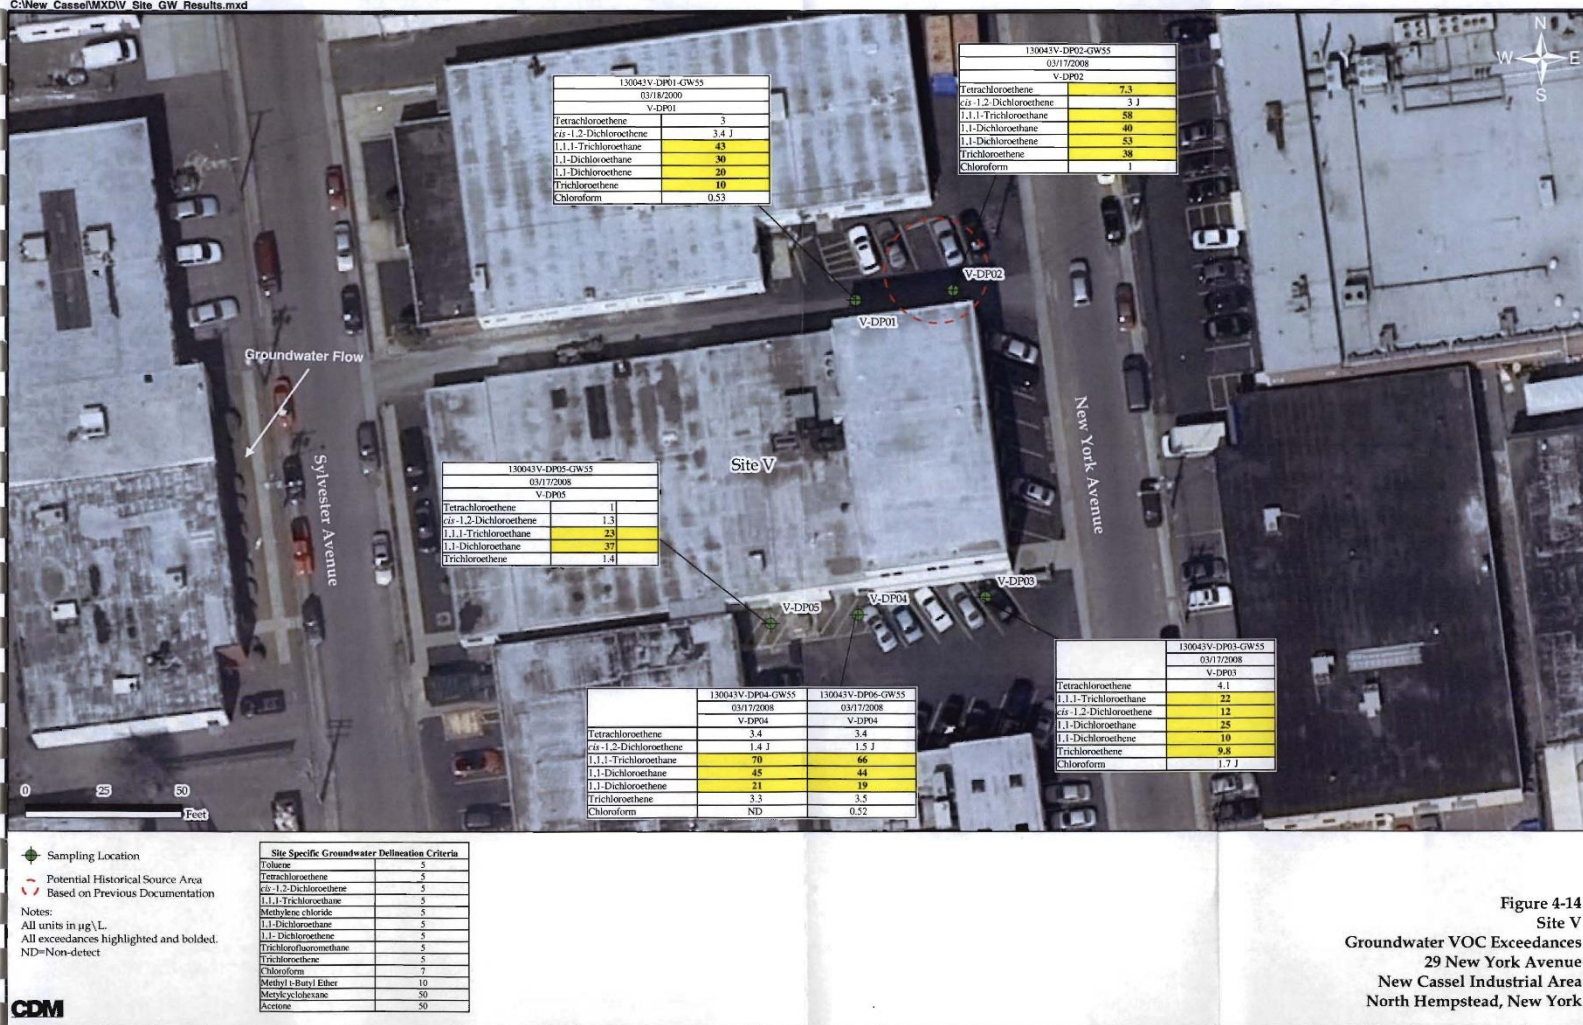 C:\New_Cassel\MXD\V_Site_GW_Results.mxd
N
W E
S
130043V-DP01-GW55
03/18/2000
V-DP01
Tetrachloroethene 3
cis-1,2-Dichloroethene 3.4 J
1,1,1-Trichloroethane 43
1,1-Dichloroethane 30
1,1-Dichloroethene 20
Trichloroethene 10
Chloroform 0.53
130043V-DP02-GW55
03/17/2008
V-DP02
Tetrachloroethene 7.3
cis-1,2-Dichloroethene 3 J
1,1,1-Trichloroethane 58
1,1-Dichloroethane 40
1,1-Dichloroethene 53
Trichloroethene 38
Chloroform 1
V-DP02
V-DP01
Groundwater Flow
Sylvester Avenue
Site V
New York Avenue
130043V-DP05-GW55
03/17/2008
V-DP05
Tetrachloroethene 1
cis-1,2-Dichloroethene 1.3
1,1,1-Trichloroethane 23
1,1-Dichloroethane 37
Trichloroethene 1.4
V-DP05
V-DP04
V-DP03
130043V-DP04-GW55 130043V-DP06-GW55
03/17/2008 03/17/2008
V-DP04 V-DP04
Tetrachloroethene 3.4 3.4
cis-1,2-Dichloroethene 1.4 J 1.5 J
1,1,1-Trichloroethane 70 66
1,1-Dichloroethane 45 44
1,1-Dichloroethene 21 19
Trichloroethene 3.3 3.5
Chloroform ND 0.52
130043V-DP03-GW55
03/17/2008
V-DP03
Tetrachloroethene 4.1
1,1,1-Trichloroethane 22
cis-1,2-Dichloroethene 12
1,1-Dichloroethane 25
1,1-Dichloroethene 10
Trichloroethene 9.8
Chloroform 1.7 J
0 25 50
Feet
Sampling Location
Potential Historical Source Area
Based on Previous Documentation
Notes:
All units in µg\L.
All exceedances highlighted and bolded.
ND=Non-detect
CDM
Site Specific Groundwater Delineation Criteria
Toluene 5
Tetrachloroethene 5
cis-1,2-Dichloroethene 5
1,1,1-Trichloroethane 5
Methylene chloride 5
1,1-Dichloroethane 5
1,1- Dichloroethene 5
Trichlorofluoromethane 5
Trichloroethene 5
Chloroform 7
Methyl t-Butyl Ether 10
Metylcyclohexane 50
Acetone 50
Figure 4-14
Site V
Groundwater VOC Exceedances
29 New York Avenue
New Cassel Industrial Area
North Hempstead, New York